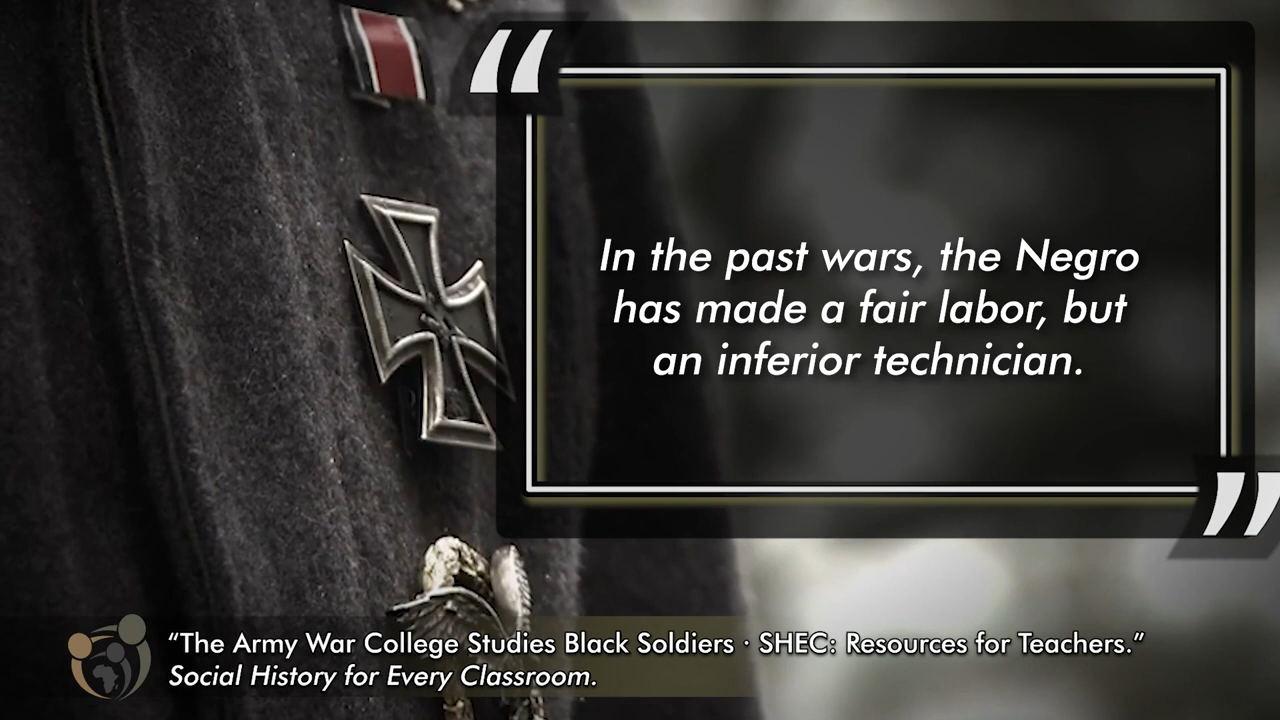 “
In the past wars, the Negro
has made a fair labor, but
an inferior technician.
”
“The Army War College Studies Black Soldiers · SHEC: Resources for Teachers.”
Social History for Every Classroom.